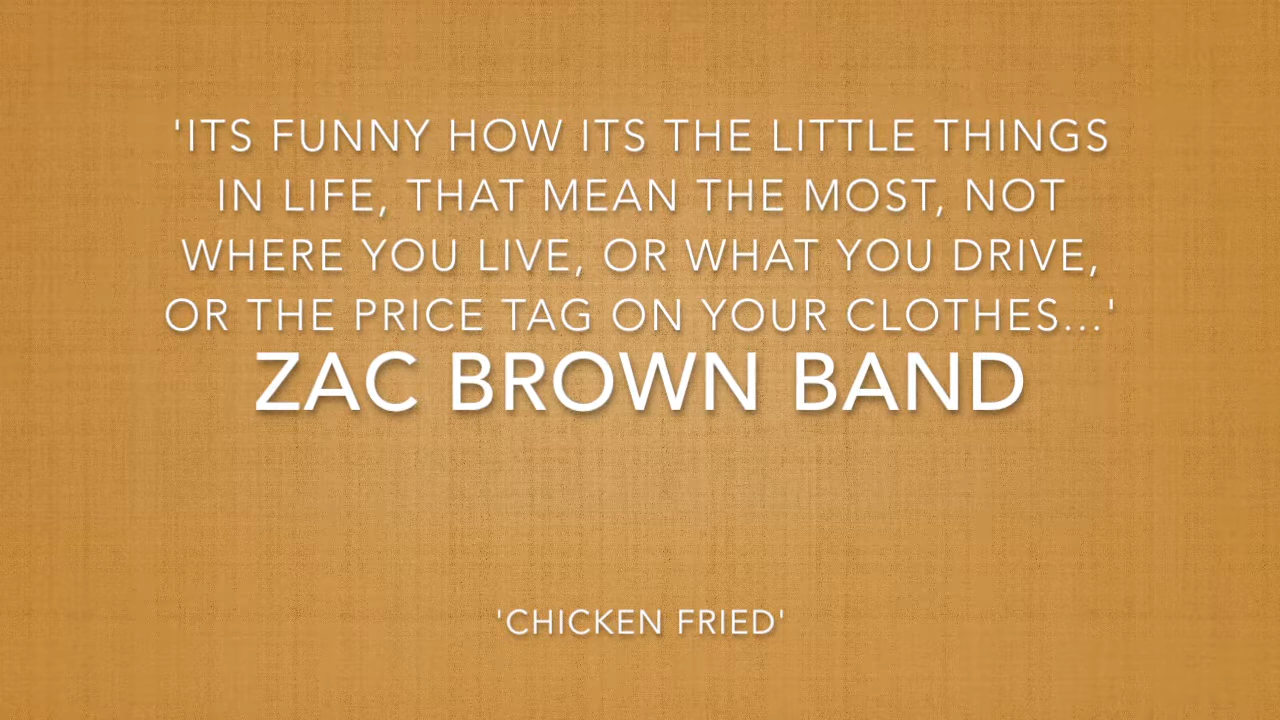 'ITS FUNNY HOW ITS THE LITTLE THINGS
IN LIFE, THAT MEAN THE MOST, NOT
WHERE YOU LIVE, OR WHAT YOU DRIVE,
OR THE PRICE TAG ON YOUR CLOTHES...'
ZAC BROWN BAND
'CHICKEN FRIED'